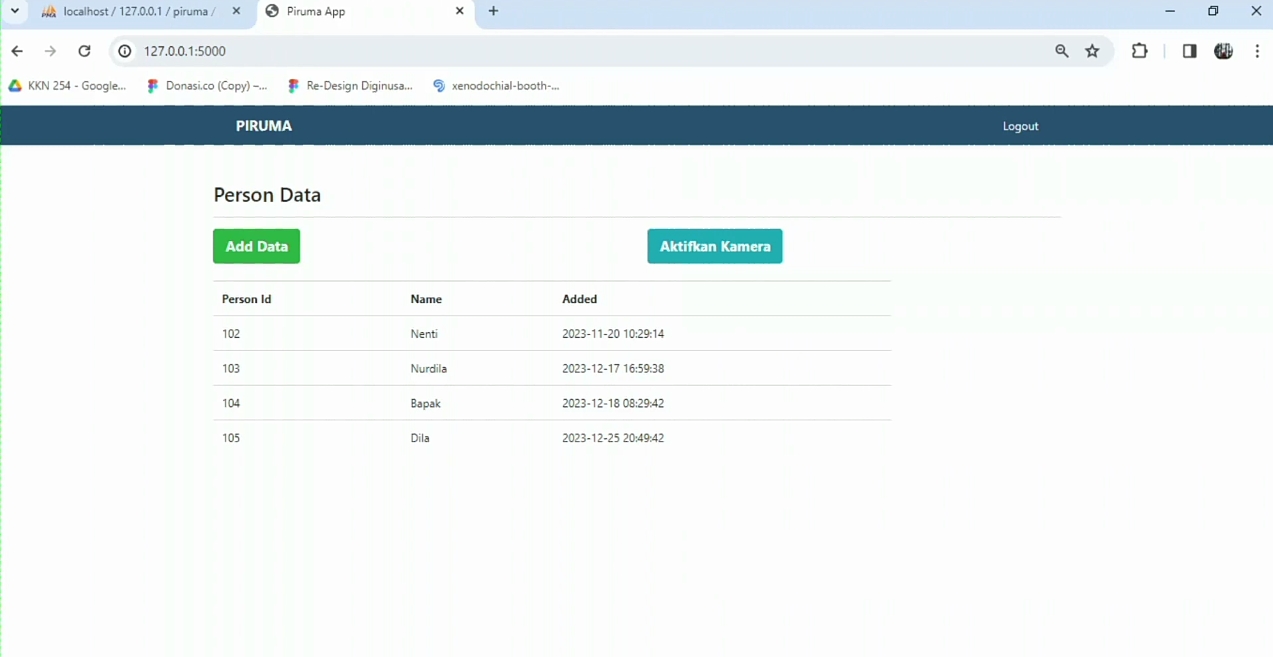 localhost / 127.0.0.1 / piruma /
Piruma App
127.0.0.1:5000
KKN 254 - Google...
Donasi.co (Copy) –...
Re-Design Diginusa...
xenodochial-booth-...
PIRUMA
Logout
Person Data
Add Data
Aktifkan Kamera
Person Id Name Added
102 Nenti 2023-11-20 10:29:14
103 Nurdila 2023-12-17 16:59:38
104 Bapak 2023-12-18 08:29:42
105 Dila 2023-12-25 20:49:42